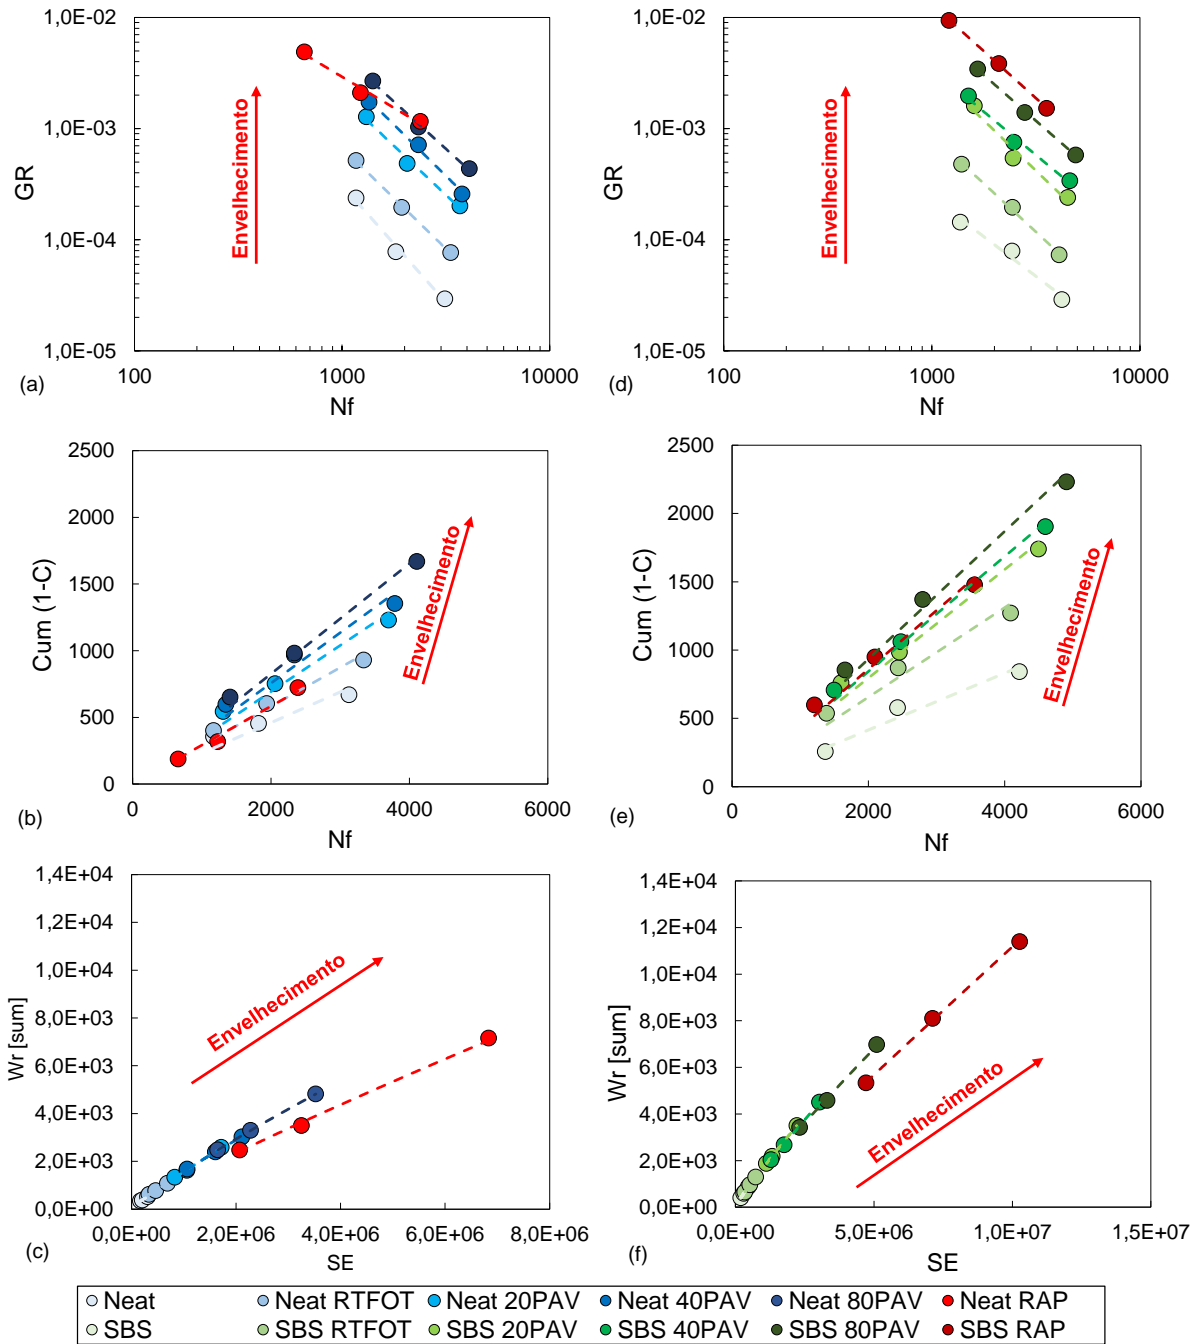 1,0E-02
1,0E-03
1,0E-04
1,0E-05
GR
Envelhecimento
100
1000
10000
(a)
Nf
1,0E-02
1,0E-03
1,0E-04
1,0E-05
GR
Envelhecimento
100
1000
10000
(d)
Nf
2500
2000
1500
1000
500
0
Cum (1-C)
Envelhecimento
0
2000
4000
6000
(b)
Nf
2500
2000
1500
1000
500
0
Cum (1-C)
Envelhecimento
0
2000
4000
6000
(e)
Nf
1,4E+04
1,2E+04
1,0E+04
8,0E+03
6,0E+03
4,0E+03
2,0E+03
0,0E+00
Wr [sum]
Envelhecimento
0,0E+00
2,0E+06
4,0E+06
6,0E+06
8,0E+06
(c)
SE
1,4E+04
1,2E+04
1,0E+04
8,0E+03
6,0E+03
4,0E+03
2,0E+03
0,0E+00
Wr [sum]
Envelhecimento
0,0E+00
5,0E+06
1,0E+07
1,5E+07
(f)
SE
Neat Neat RTFOT Neat 20PAV Neat 40PAV Neat 80PAV Neat RAP
SBS SBS RTFOT SBS 20PAV SBS 40PAV SBS 80PAV SBS RAP